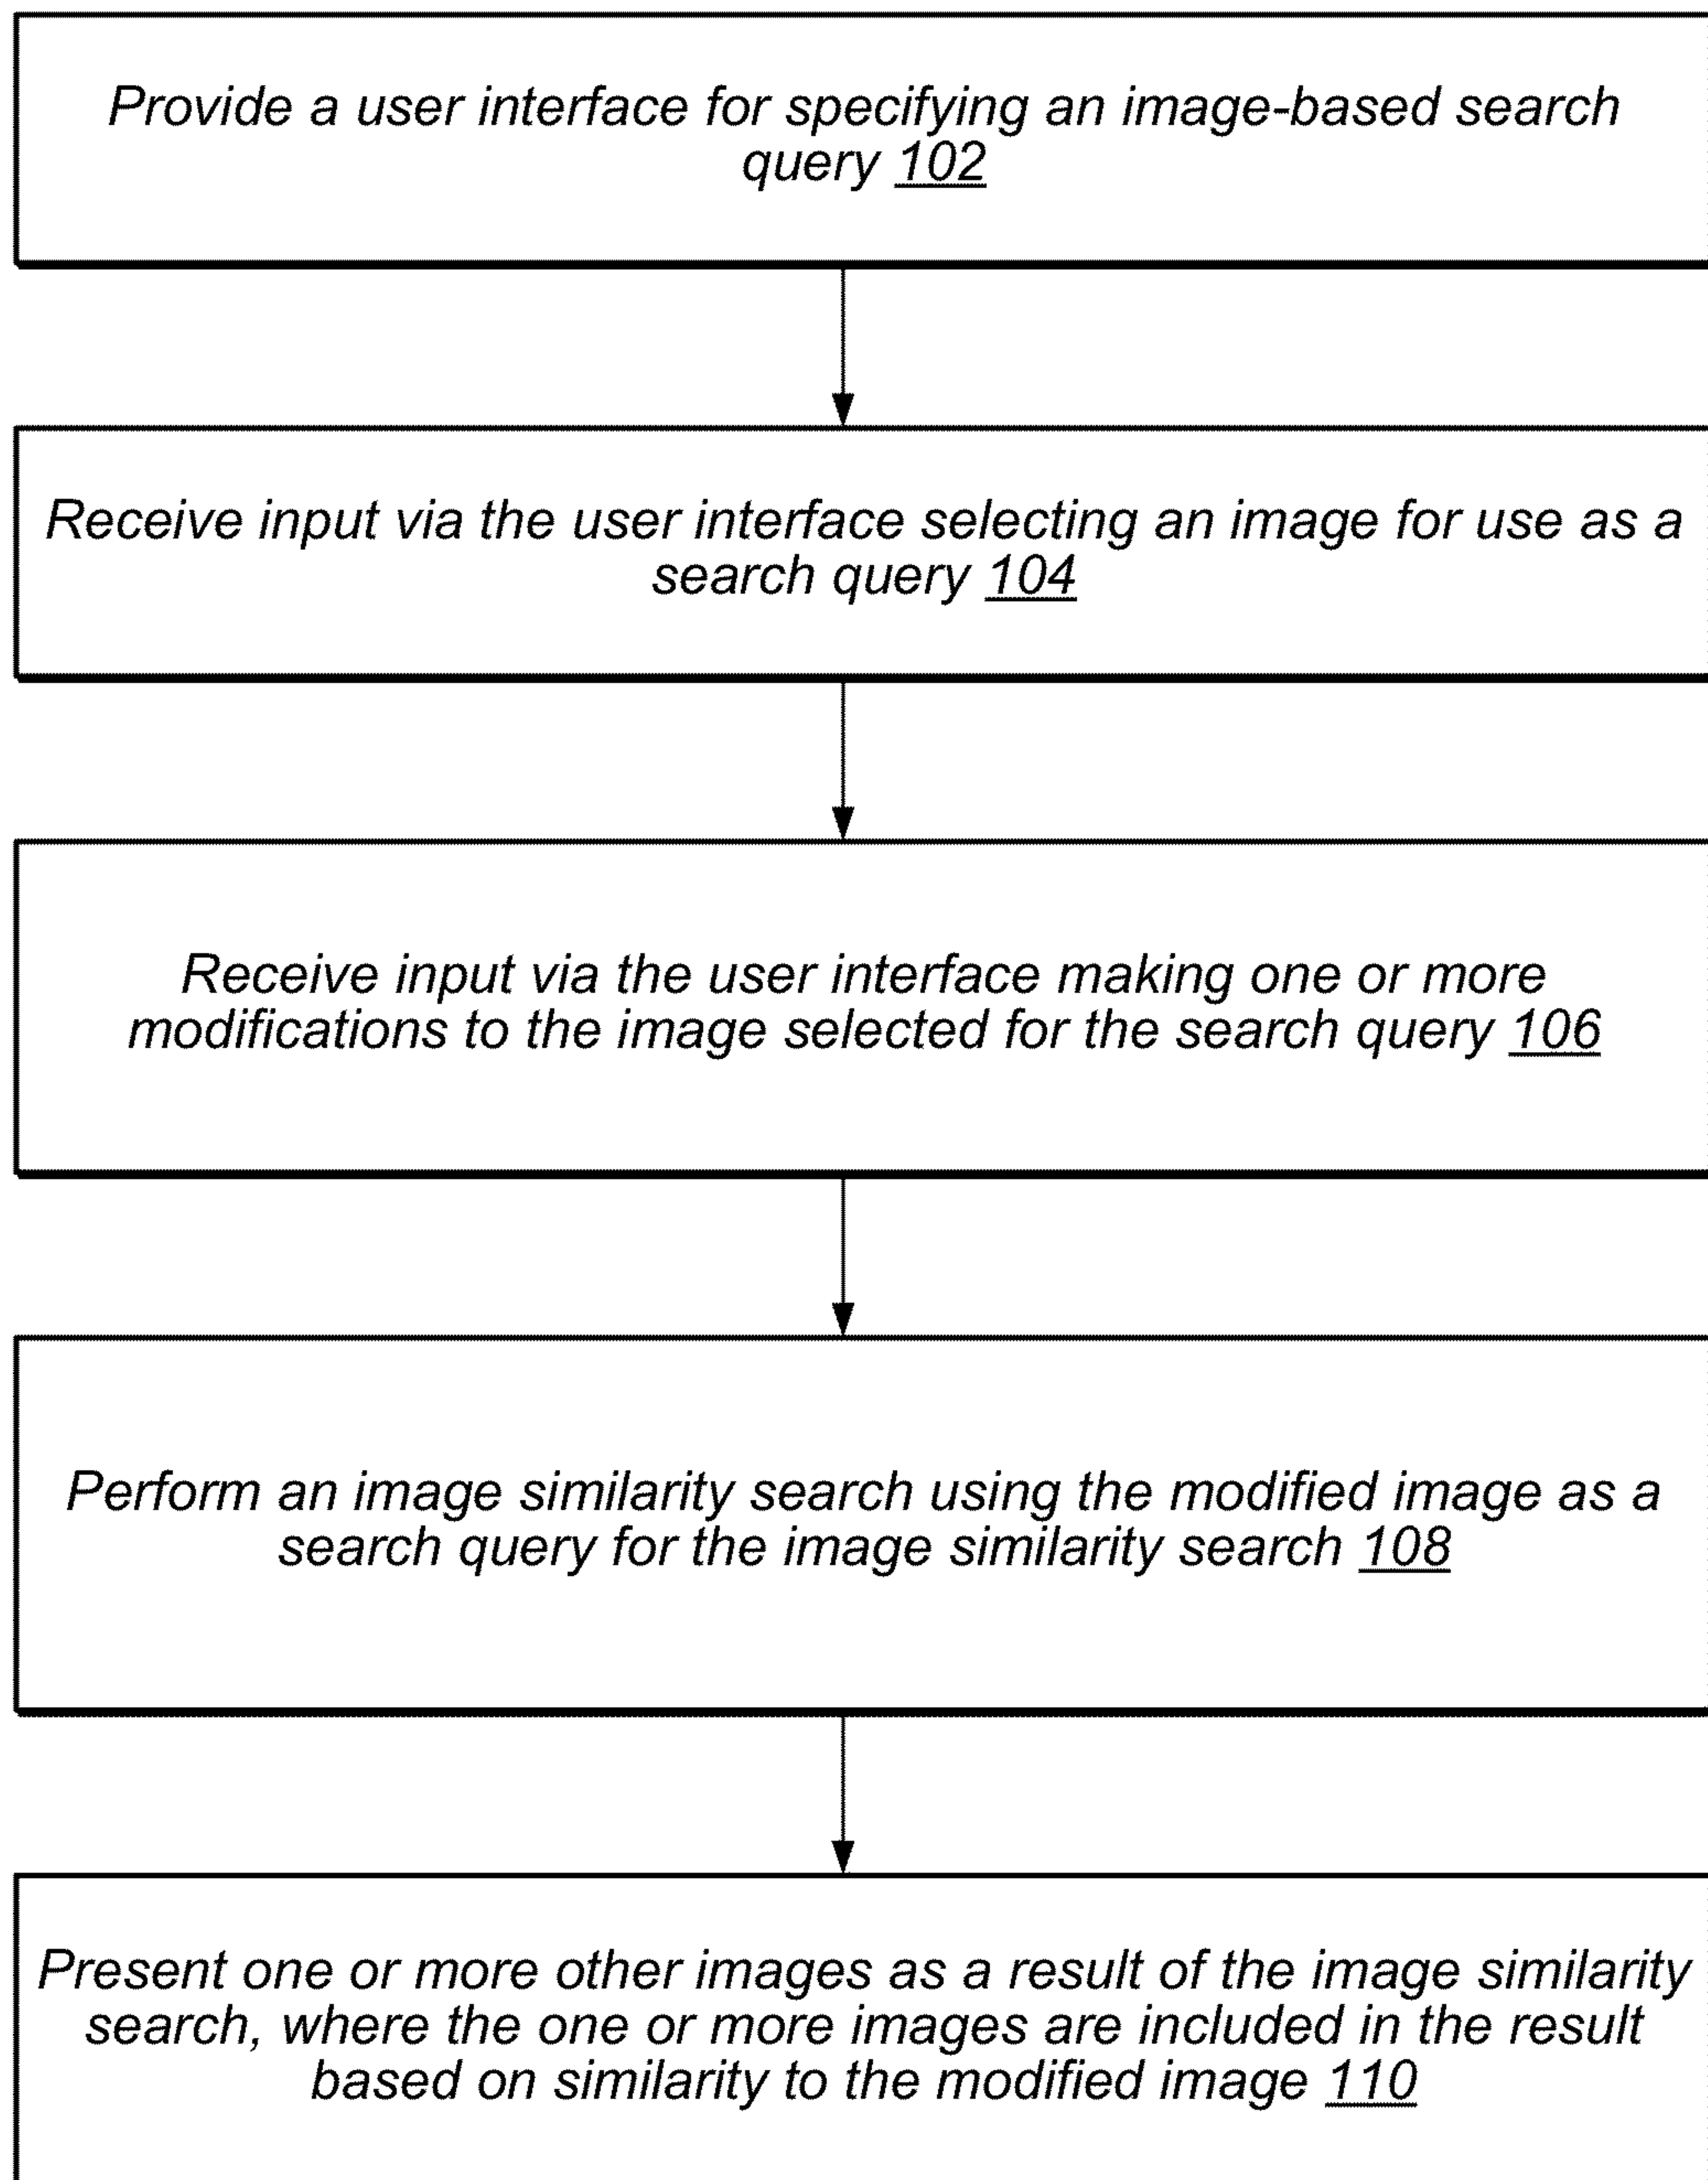 Provide a user interface for specifying an image-based search
query 102
Receive input via the user interface selecting an image for use as a
search query 104
Receive input via the user interface making one or more
modifications to the image selected for the search query 106
Perform an image similarity search using the modified image as a
search query for the image similarity search 108
Present one or more other images as a result of the image similarity
search, where the one or more images are included in the result
based on similarity to the modified image 110